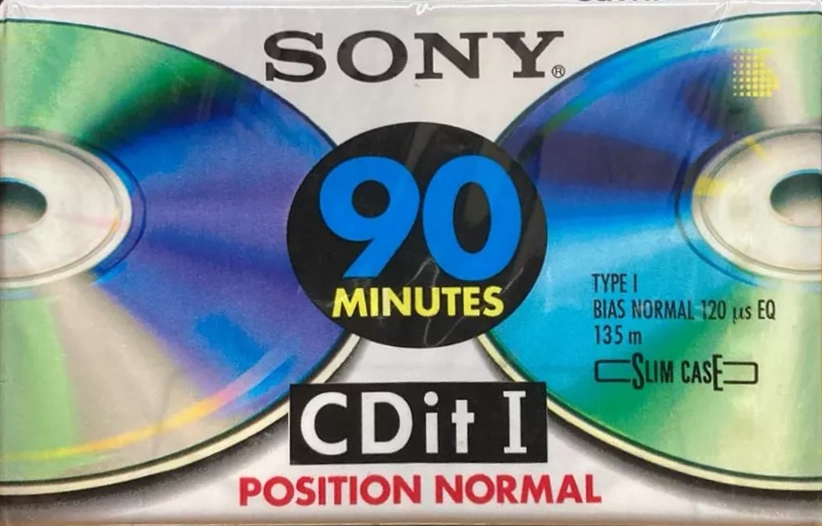 SONY®
90
MINUTES
TYPE I
BIAS NORMAL 120 µs EQ
135 m
SLIM CASE
CDit I
POSITION NORMAL